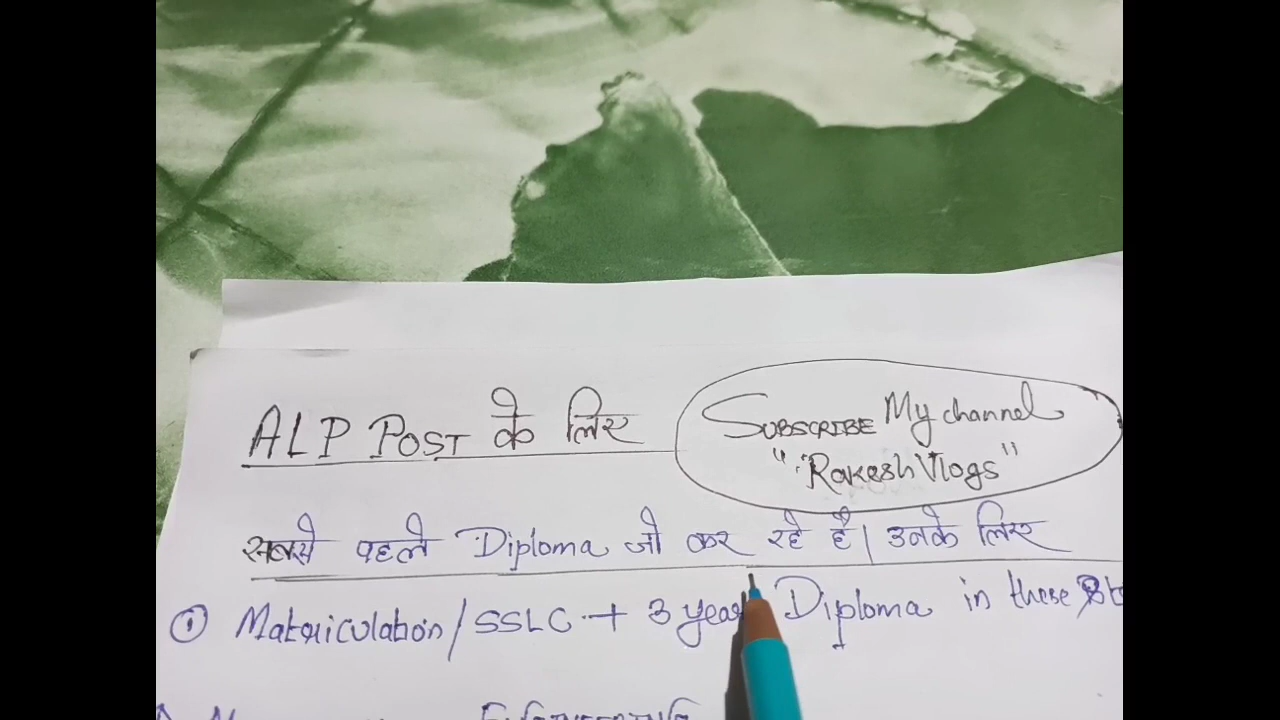 ALP POST के लिए
SUBSCRIBE My channel
"Rakesh Vlogs"
सबसे पहले Diploma जो कर रहे है। उनके लिए
① Matriculation/SSLC + 3 year Diploma in these